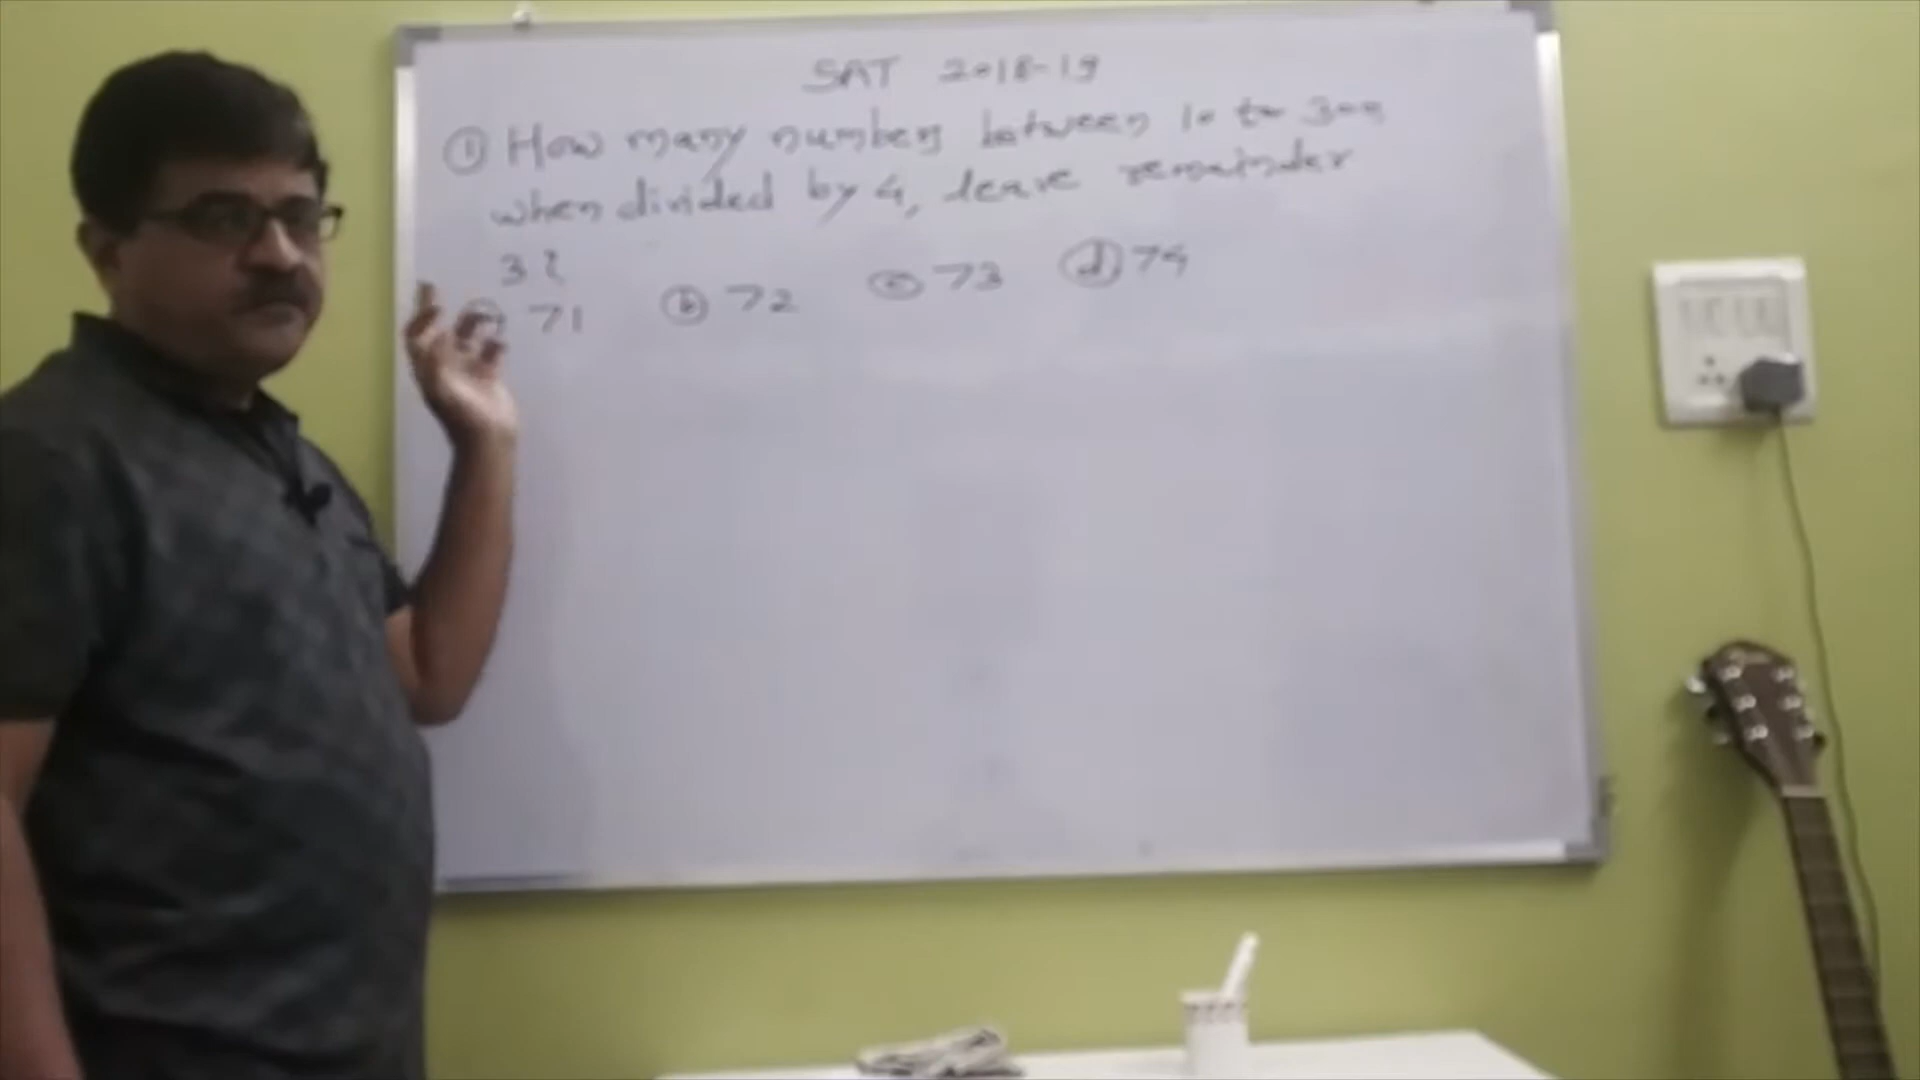 SAT 2018-19
① How many numbers between 10 to 300
when divided by 4, leave remainder
3?
71 ⓑ 72 ⓒ 73 ⓓ 74